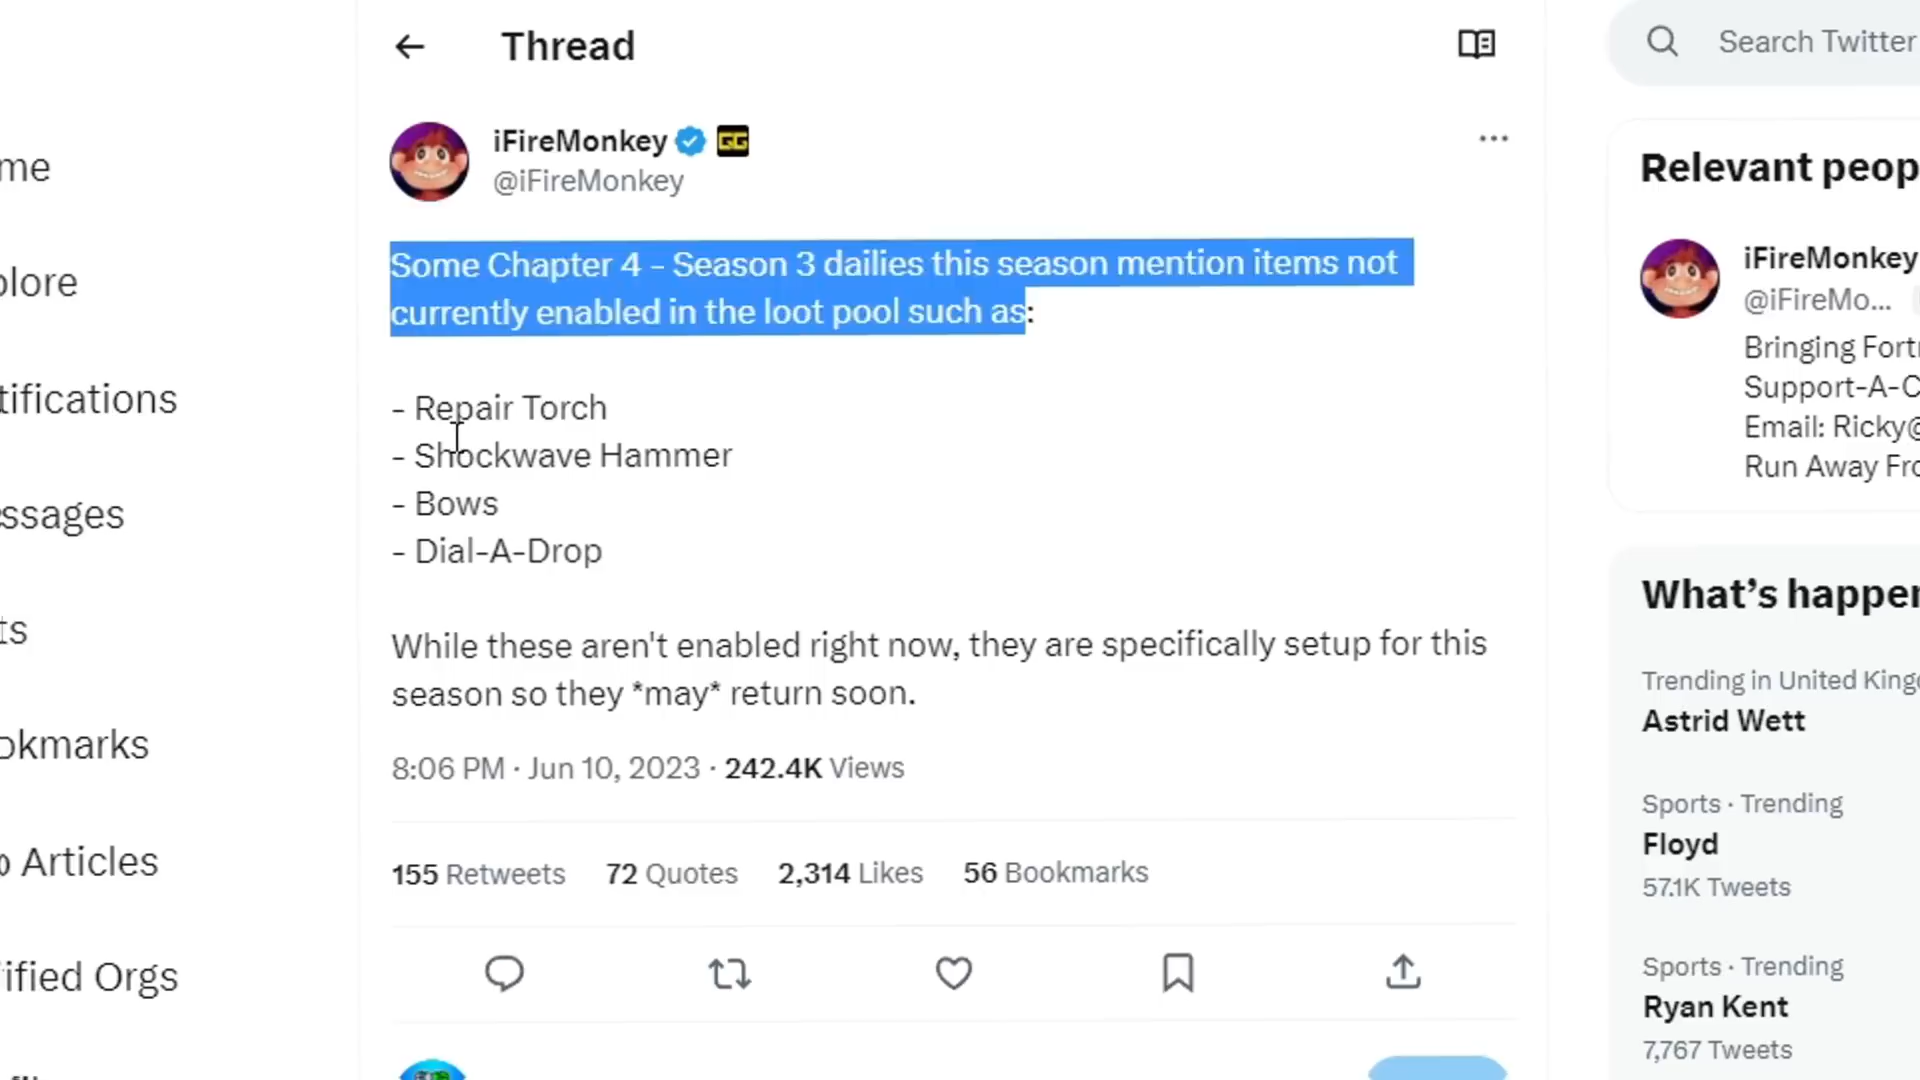 Thread
Search Twitter
iFireMonkey GG
@iFireMonkey
Some Chapter 4 – Season 3 dailies this season mention items not
currently enabled in the loot pool such as:
- Repair Torch
- Shockwave Hammer
- Bows
- Dial-A-Drop
While these aren't enabled right now, they are specifically setup for this
season so they *may* return soon.
8:06 PM · Jun 10, 2023 · 242.4K Views
155 Retweets 72 Quotes 2,314 Likes 56 Bookmarks
me
plore
tifications
ssages
ts
okmarks
Articles
ified Orgs
Relevant peop
iFireMonkey
@iFireMo...
Bringing Fortn
Support-A-C
Email: Ricky@
Run Away Fro
What's happen
Trending in United Kingd
Astrid Wett
Sports · Trending
Floyd
57.1K Tweets
Sports · Trending
Ryan Kent
7,767 Tweets